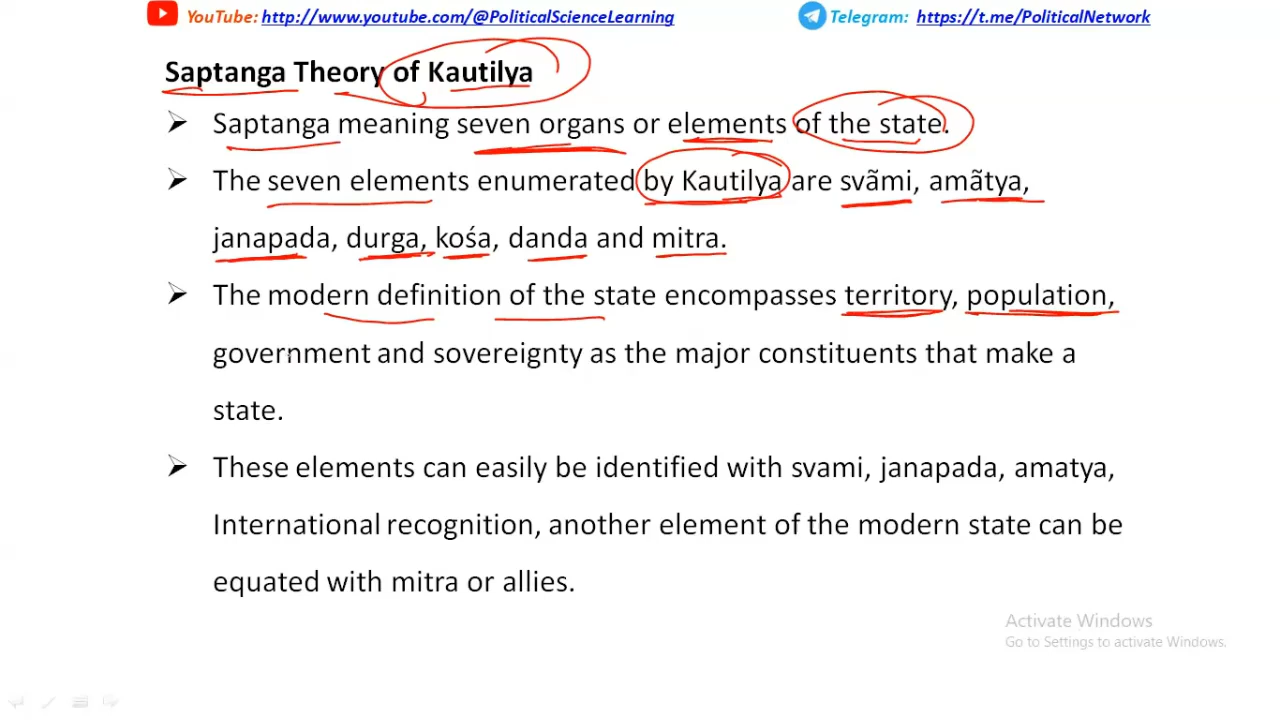 YouTube: http://www.youtube.com/@PoliticalScienceLearning Telegram: https://t.me/PoliticalNetwork
Saptanga Theory of Kautilya
➤ Saptanga meaning seven organs or elements of the state.
➤ The seven elements enumerated by Kautilya are svãmi, amãtya,
janapada, durga, kośa, danda and mitra.
➤ The modern definition of the state encompasses territory, population,
government and sovereignty as the major constituents that make a
state.
➤ These elements can easily be identified with svami, janapada, amatya,
International recognition, another element of the modern state can be
equated with mitra or allies.
Activate Windows
Go to Settings to activate Windows.